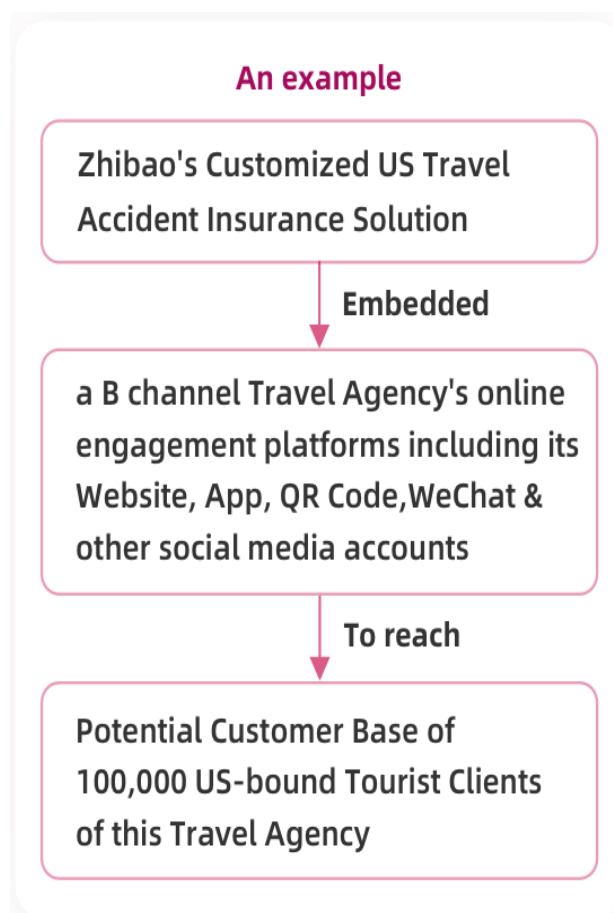 An example
Zhibao's Customized US Travel
Accident Insurance Solution
Embedded
a B channel Travel Agency's online
engagement platforms including its
Website, App, QR Code,WeChat &
other social media accounts
To reach
Potential Customer Base of
100,000 US-bound Tourist Clients
of this Travel Agency